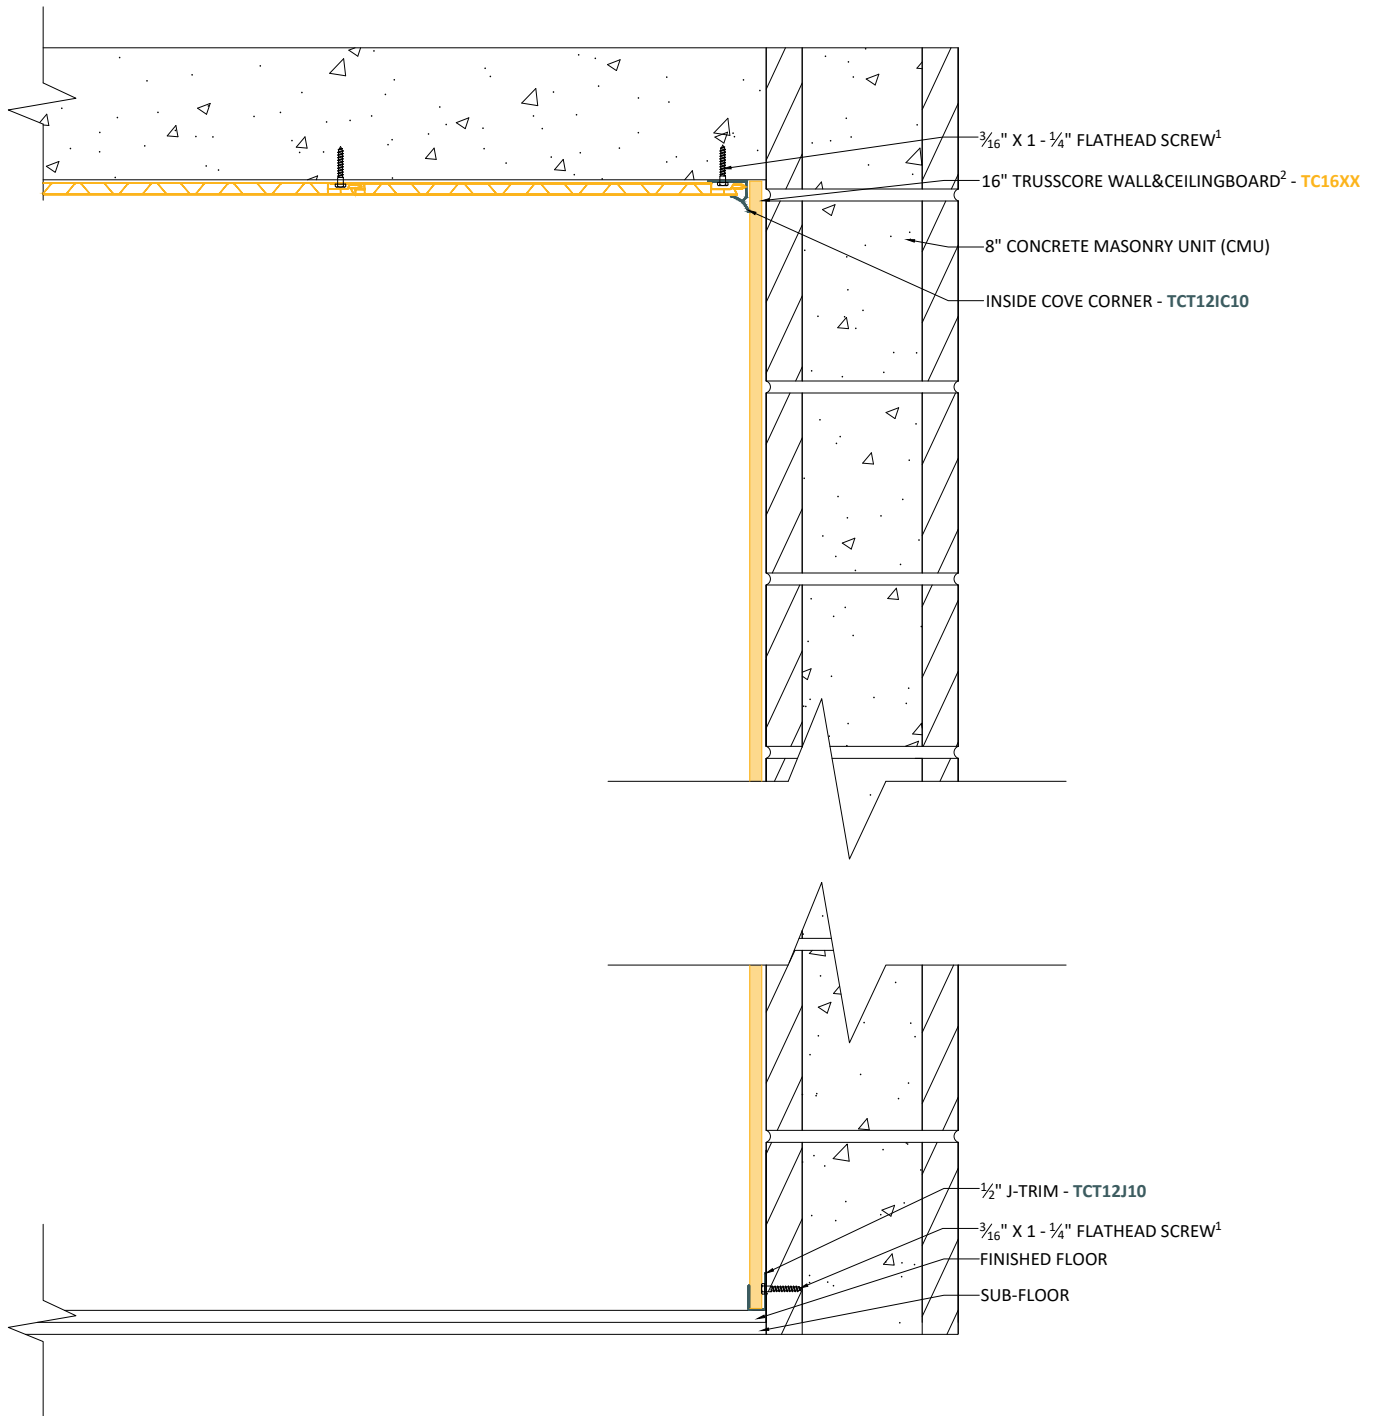 ³⁄₁₆" X 1 - ¼" FLATHEAD SCREW¹
16" TRUSSCORE WALL&CEILINGBOARD² - TC16XX
8" CONCRETE MASONRY UNIT (CMU)
INSIDE COVE CORNER - TCT12IC10
½" J-TRIM - TCT12J10
³⁄₁₆" X 1 - ¼" FLATHEAD SCREW¹
FINISHED FLOOR
SUB-FLOOR